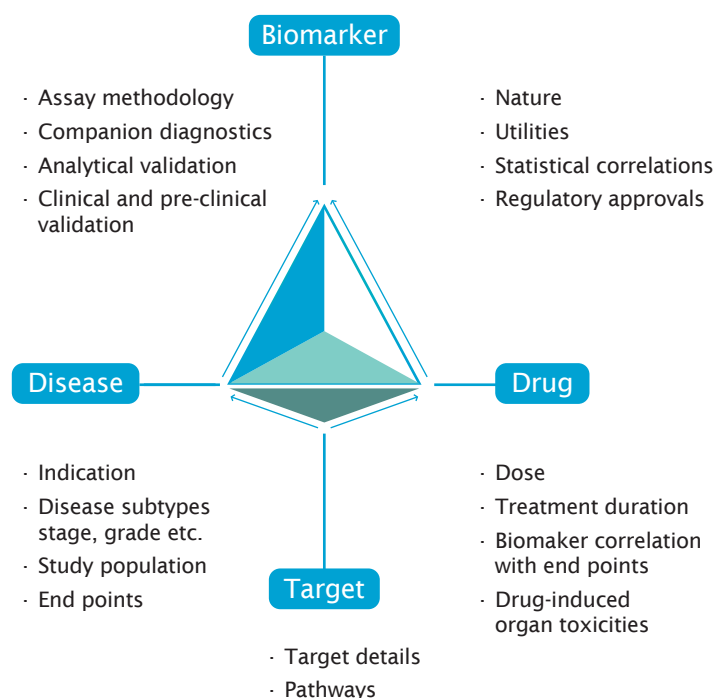 Biomarker
· Assay methodology
· Companion diagnostics
· Analytical validation
· Clinical and pre-clinical
validation
· Nature
· Utilities
· Statistical correlations
· Regulatory approvals
Disease
Drug
· Indication
· Disease subtypes
stage, grade etc.
· Study population
· End points
· Dose
· Treatment duration
· Biomaker correlation
with end points
· Drug-induced
organ toxicities
Target
· Target details
· Pathways